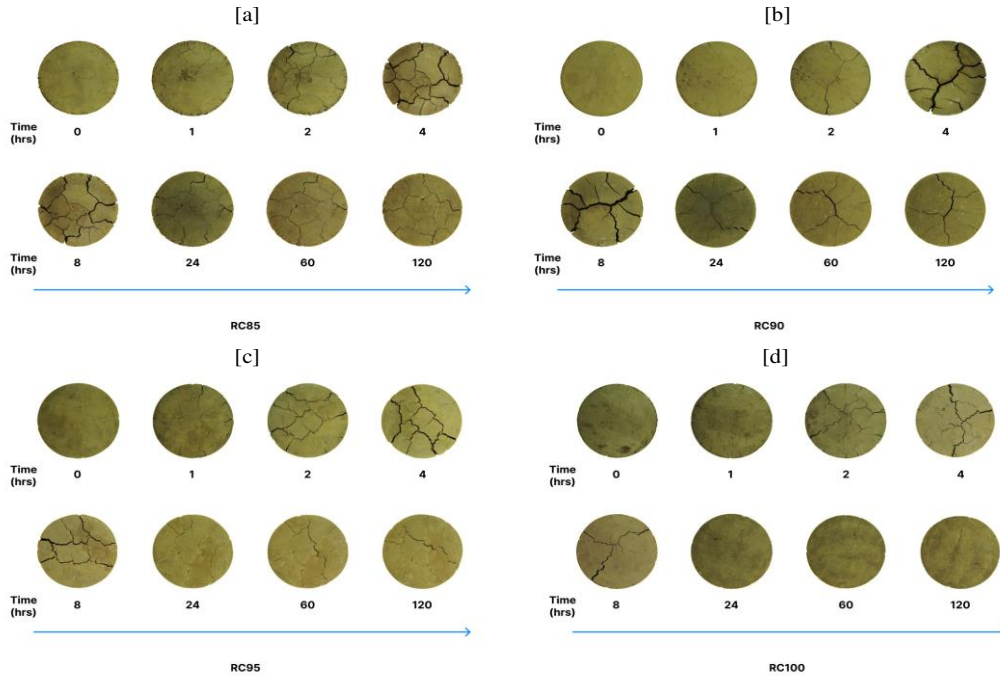 [a]
Time
(hrs)
0 1 2 4
Time
(hrs)
8 24 60 120
RC85
[b]
Time
(hrs)
0 1 2 4
Time
(hrs)
8 24 60 120
RC90
[c]
Time
(hrs)
0 1 2 4
Time
(hrs)
8 24 60 120
RC95
[d]
Time
(hrs)
0 1 2 4
Time
(hrs)
8 24 60 120
RC100